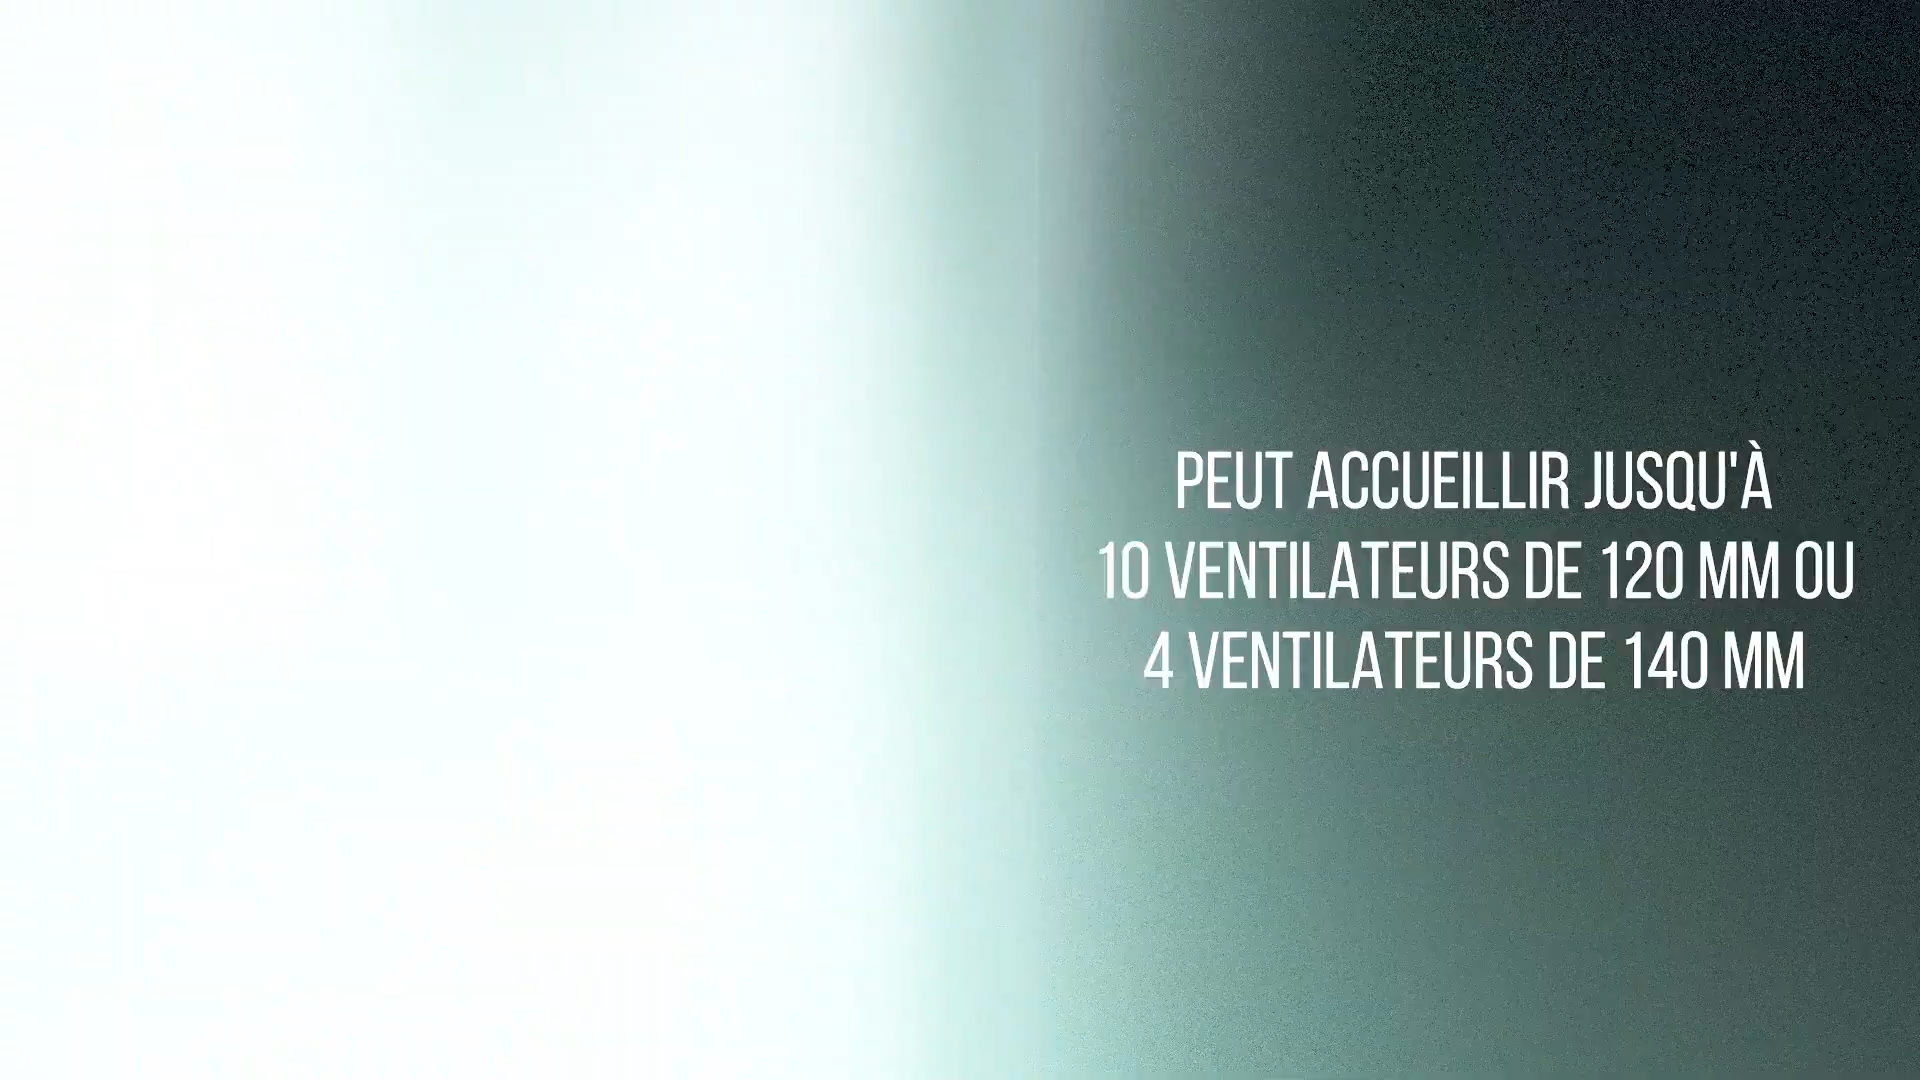 PEUT ACCUEILLIR JUSQU'À
10 VENTILATEURS DE 120 MM OU
4 VENTILATEURS DE 140 MM